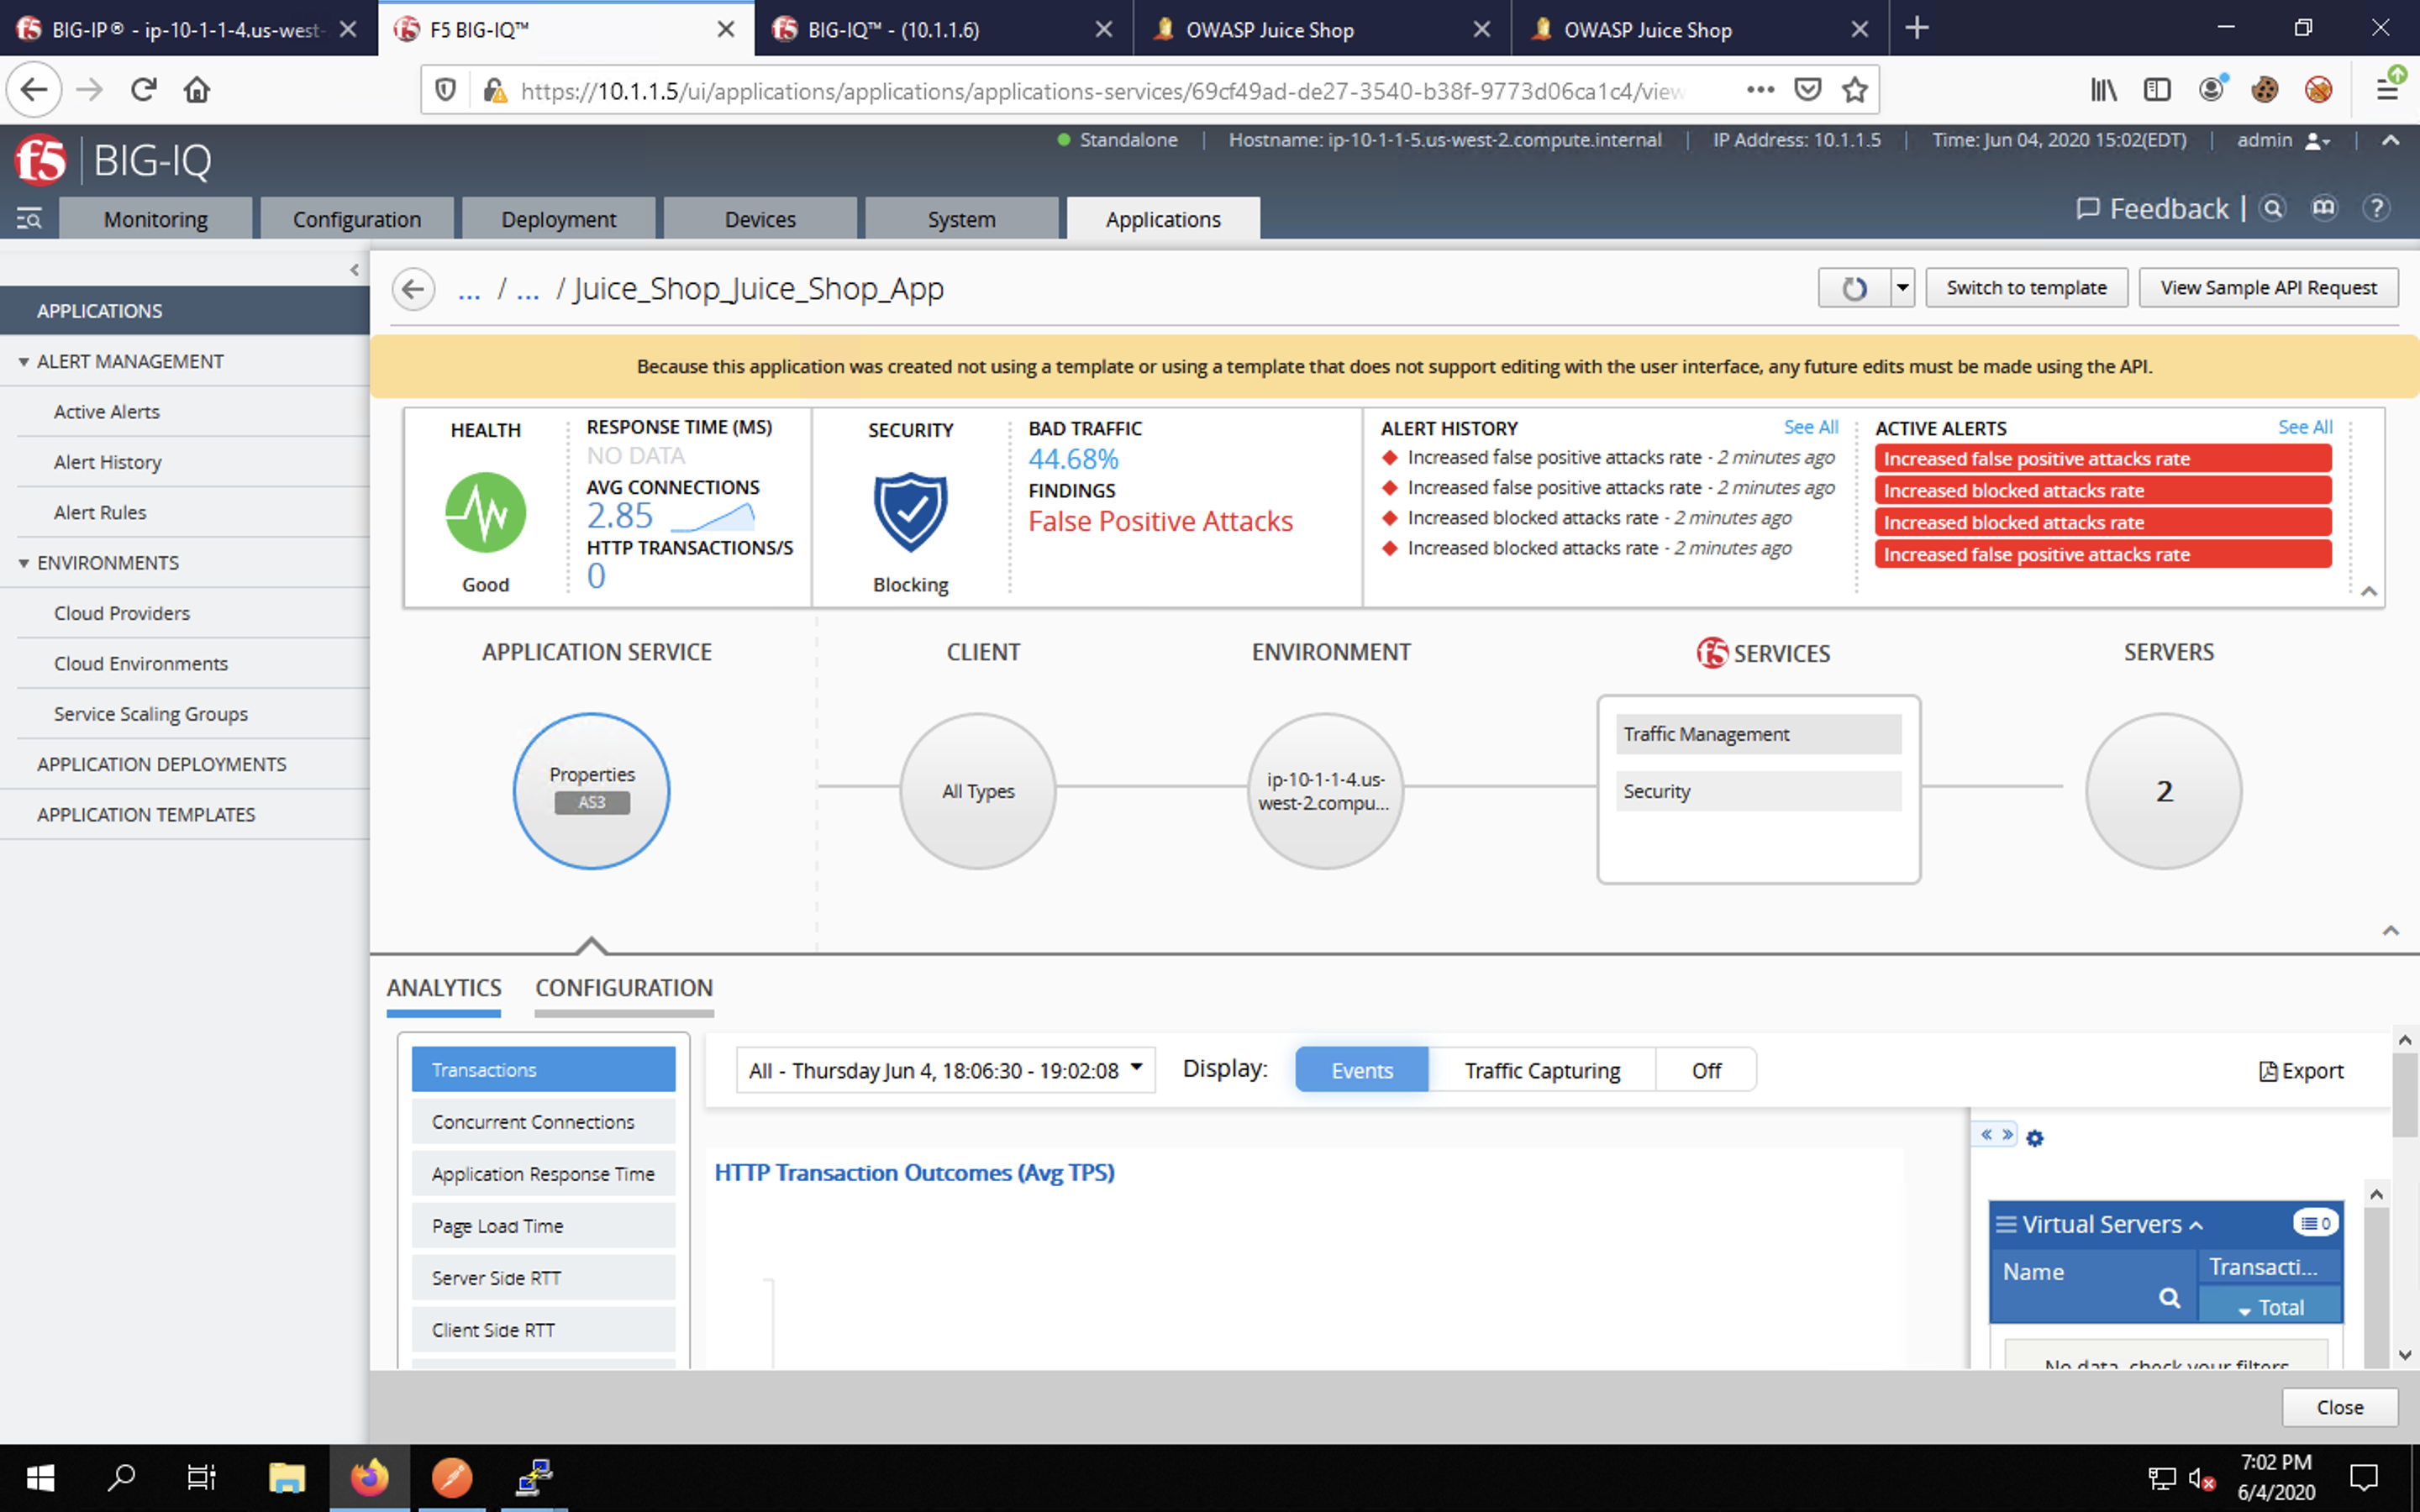 BIG-IP® - ip-10-1-1-4.us-west-
F5 BIG-IQ™
BIG-IQ™ - (10.1.1.6)
OWASP Juice Shop
OWASP Juice Shop
https://10.1.1.5/ui/applications/applications/applications-services/69cf49ad-de27-3540-b38f-9773d06ca1c4/view
f5 BIG-IQ
Standalone | Hostname: ip-10-1-1-5.us-west-2.compute.internal | IP Address: 10.1.1.5 | Time: Jun 04, 2020 15:02(EDT) | admin
Monitoring
Configuration
Deployment
Devices
System
Applications
Feedback
APPLICATIONS
ALERT MANAGEMENT
Active Alerts
Alert History
Alert Rules
ENVIRONMENTS
Cloud Providers
Cloud Environments
Service Scaling Groups
APPLICATION DEPLOYMENTS
APPLICATION TEMPLATES
... / ... / Juice_Shop_Juice_Shop_App
Switch to template
View Sample API Request
Because this application was created not using a template or using a template that does not support editing with the user interface, any future edits must be made using the API.
HEALTH
Good
RESPONSE TIME (MS)
NO DATA
AVG CONNECTIONS
2.85
HTTP TRANSACTIONS/S
0
SECURITY
Blocking
BAD TRAFFIC
44.68%
FINDINGS
False Positive Attacks
ALERT HISTORY See All
Increased false positive attacks rate - 2 minutes ago
Increased false positive attacks rate - 2 minutes ago
Increased blocked attacks rate - 2 minutes ago
Increased blocked attacks rate - 2 minutes ago
ACTIVE ALERTS See All
Increased false positive attacks rate
Increased blocked attacks rate
Increased blocked attacks rate
Increased false positive attacks rate
APPLICATION SERVICE
CLIENT
ENVIRONMENT
f5 SERVICES
SERVERS
Properties
AS3
All Types
ip-10-1-1-4.us-
west-2.compu...
Traffic Management
Security
2
ANALYTICS
CONFIGURATION
Transactions
Concurrent Connections
Application Response Time
Page Load Time
Server Side RTT
Client Side RTT
All - Thursday Jun 4, 18:06:30 - 19:02:08
Display:
Events
Traffic Capturing
Off
Export
HTTP Transaction Outcomes (Avg TPS)
Virtual Servers
0
Name
Transacti...
Total
No data, check your filters
Close
7:02 PM
6/4/2020